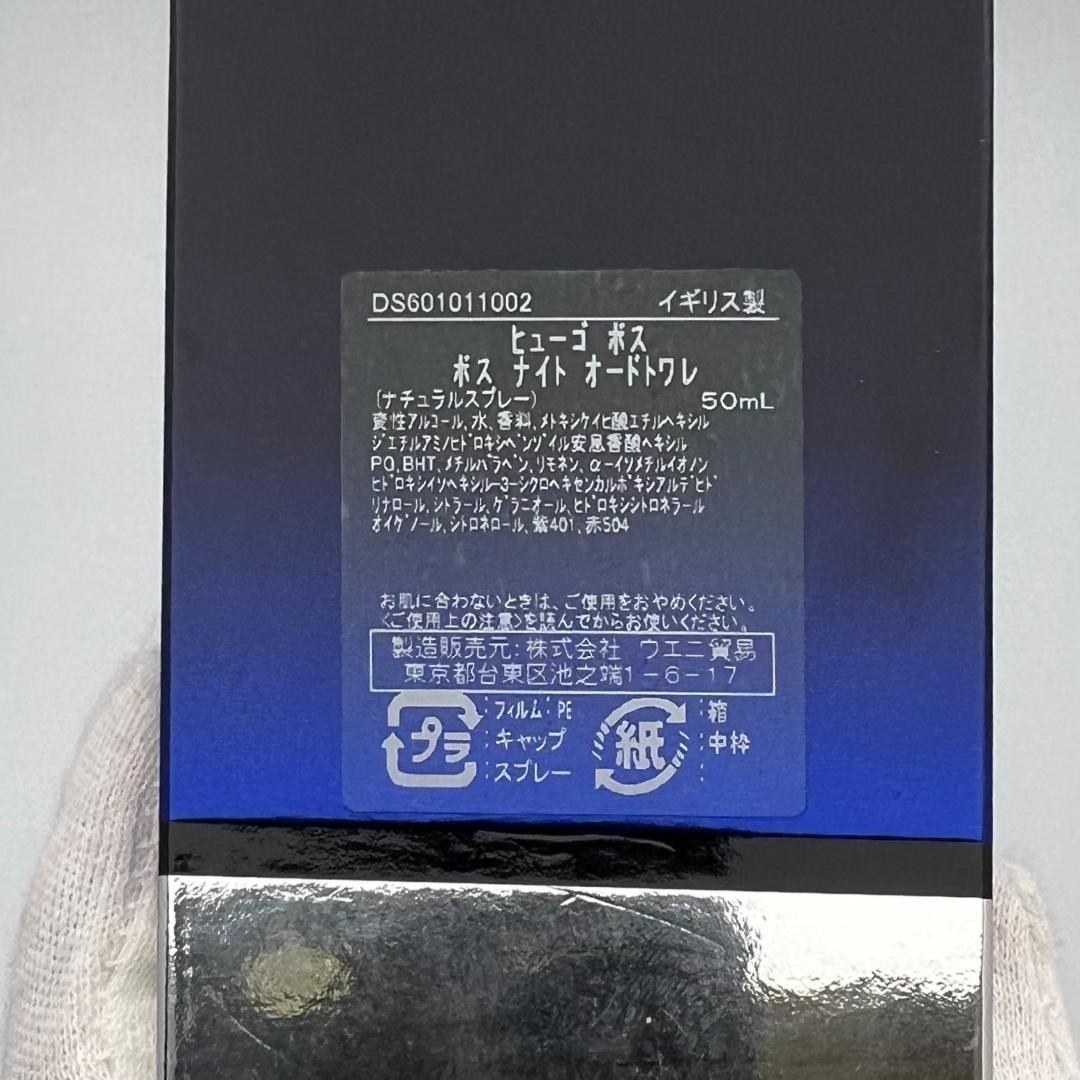 DS601011002 イギリス製
ヒューゴ ボス
ボス ナイト オードトワレ
(ナチュラルスプレー) 50mL
変性アルコール、水、香料、メトキシケイヒ酸エチルヘキシル
ジエチルアミノヒドロキシベンゾイル安息香酸ヘキシル
PG、BHT、メチルパラベン、リモネン、α-イソメチルイオノン
ヒドロキシイソヘキシル-3-シクロヘキセンカルボキシアルデヒド
リナロール、シトラール、ゲラニオール、ヒドロキシシトロネラール
オイゲノール、シトロネロール、紫401、赤504
お肌に合わないときは、ご使用をおやめください。
<ご使用上の注意>を読んでからお使いください。
製造販売元:株式会社 ウエニ貿易
東京都台東区池之端1-6-17
プラ :フィルム:PE
:キャップ
:スプレー
紙 :箱
:中枠
: